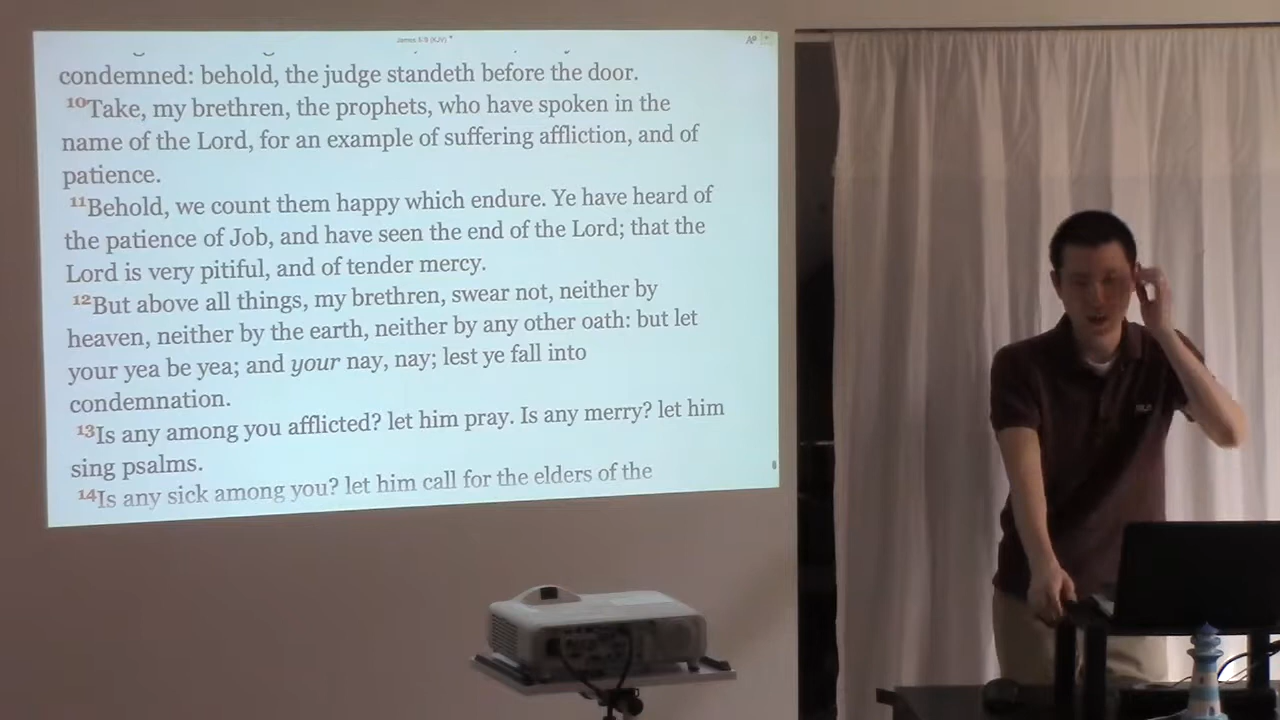 James 5:9 (KJV)
condemned: behold, the judge standeth before the door.
10Take, my brethren, the prophets, who have spoken in the
name of the Lord, for an example of suffering affliction, and of
patience.
11Behold, we count them happy which endure. Ye have heard of
the patience of Job, and have seen the end of the Lord; that the
Lord is very pitiful, and of tender mercy.
12But above all things, my brethren, swear not, neither by
heaven, neither by the earth, neither by any other oath: but let
your yea be yea; and your nay, nay; lest ye fall into
condemnation.
13Is any among you afflicted? let him pray. Is any merry? let him
sing psalms.
14Is any sick among you? let him call for the elders of the